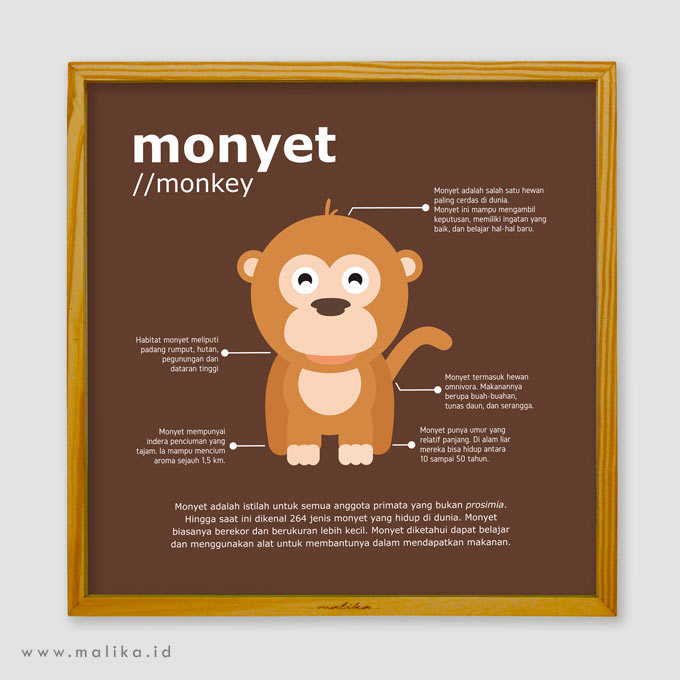 monyet
//monkey
Monyet adalah salah satu hewan
paling cerdas di dunia.
Monyet ini mampu mengambil
keputusan, memiliki ingatan yang
baik, dan belajar hal-hal baru.
Habitat monyet meliputi
padang rumput, hutan,
pegunungan dan
dataran tinggi
Monyet termasuk hewan
omnivora. Makanannya
berupa buah-buahan,
tunas daun, dan serangga.
Monyet mempunyai
indera penciuman yang
tajam. Ia mampu mencium
aroma sejauh 1,5 km.
Monyet punya umur yang
relatif panjang. Di alam liar
mereka bisa hidup antara
10 sampai 50 tahun.
Monyet adalah istilah untuk semua anggota primata yang bukan prosimia.
Hingga saat ini dikenal 264 jenis monyet yang hidup di dunia. Monyet
biasanya berekor dan berukuran lebih kecil. Monyet diketahui dapat belajar
dan menggunakan alat untuk membantunya dalam mendapatkan makanan.
malika
www.malika.id